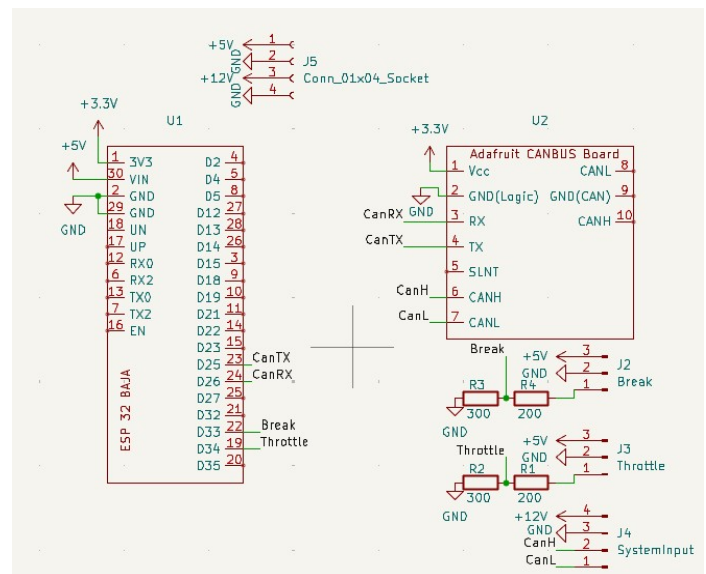 +5V 1
GND 2 J5
+12V 3 Conn_01x04_Socket
GND 4
+3.3V
U1
+5V
1 3V3 D2 4
30 VIN D4 5
2 GND D5 8
29 GND D12 27
GND
18 UN D13 28
17 UP D14 26
12 RX0 D15 3
6 RX2 D18 9
13 TX0 D19 10
7 TX2 D21 11
16 EN D22 14
D23 15
D25 23 CanTX
D26 24 CanRX
D27 25
D32 21
D33 22 Break
D34 19 Throttle
D35 20
ESP 32 BAJA
U2
+3.3V
Adafruit CANBUS Board
1 Vcc CANL 8
2 GND(Logic) GND(CAN) 9
GND
CanRX 3 RX CANH 10
CanTX 4 TX
5 SLNT
CanH 6 CANH
CanL 7 CANL
Break
+5V 3
J2
GND 2
R3 R4 1 Break
300 200
GND
Throttle
+5V 3
J3
GND 2
R2 R1 1 Throttle
300 200
GND
+12V 4
GND 3 J4
CanH 2 SystemInput
CanL 1